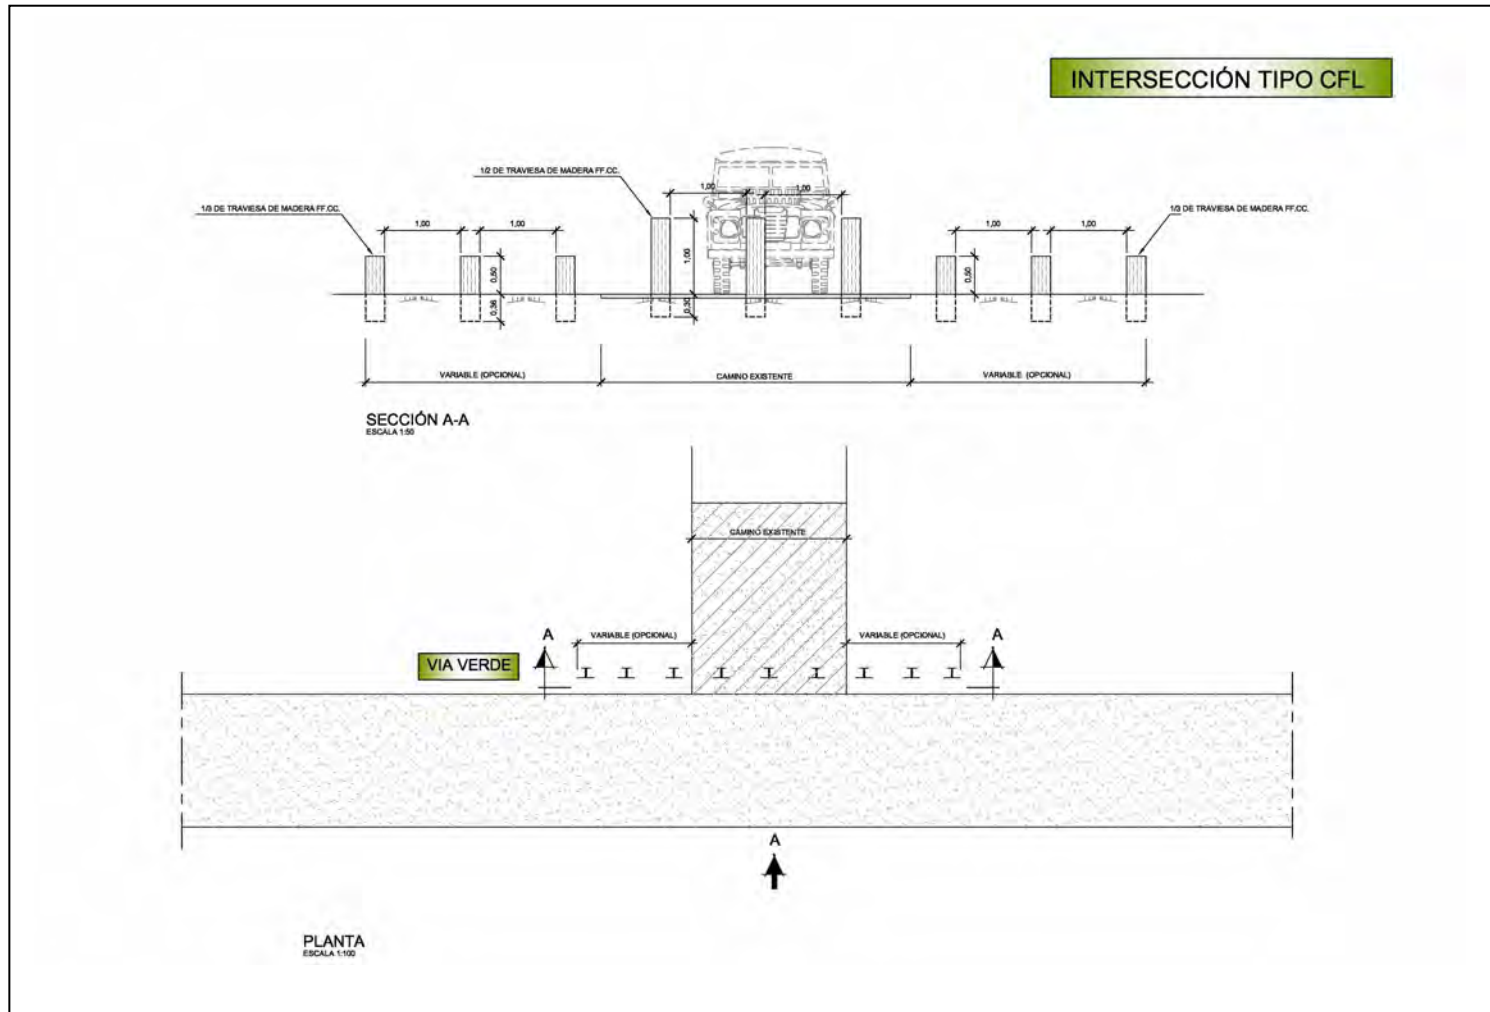 INTERSECCIÓN TIPO CFL
1/2 DE TRAVIESA DE MADERA FF.CC.
1,00
1,00
1/3 DE TRAVIESA DE MADERA FF.CC.
1/3 DE TRAVIESA DE MADERA FF.CC.
1,00
1,00
1,00
1,00
1,00
0,50
0,50
0,36
0,30
VARIABLE (OPCIONAL)
CAMINO EXISTENTE
VARIABLE (OPCIONAL)
SECCIÓN A-A
ESCALA 1:50
CAMINO EXISTENTE
A
VARIABLE (OPCIONAL)
VARIABLE (OPCIONAL)
A
VIA VERDE
A
PLANTA
ESCALA 1:100